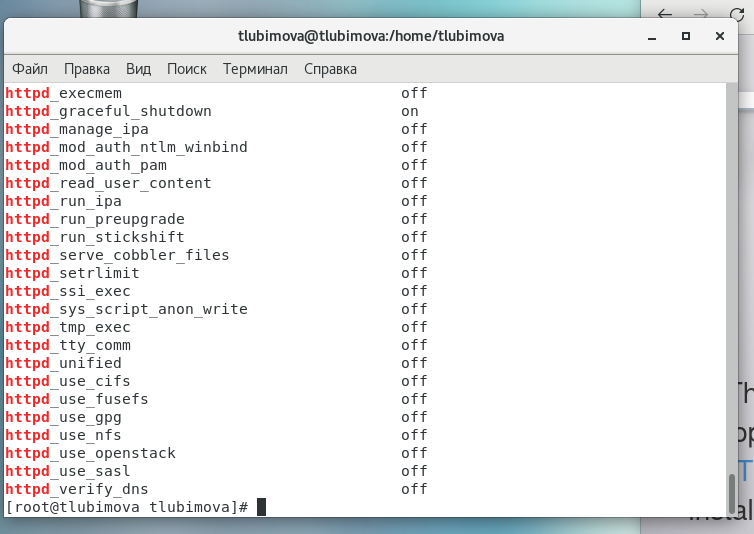 tlubimova@tlubimova:/home/tlubimova
Файл Правка Вид Поиск Терминал Справка
httpd_execmem off
httpd_graceful_shutdown on
httpd_manage_ipa off
httpd_mod_auth_ntlm_winbind off
httpd_mod_auth_pam off
httpd_read_user_content off
httpd_run_ipa off
httpd_run_preupgrade off
httpd_run_stickshift off
httpd_serve_cobbler_files off
httpd_setrlimit off
httpd_ssi_exec off
httpd_sys_script_anon_write off
httpd_tmp_exec off
httpd_tty_comm off
httpd_unified off
httpd_use_cifs off
httpd_use_fusefs off
httpd_use_gpg off
httpd_use_nfs off
httpd_use_openstack off
httpd_use_sasl off
httpd_verify_dns off
[root@tlubimova tlubimova]#